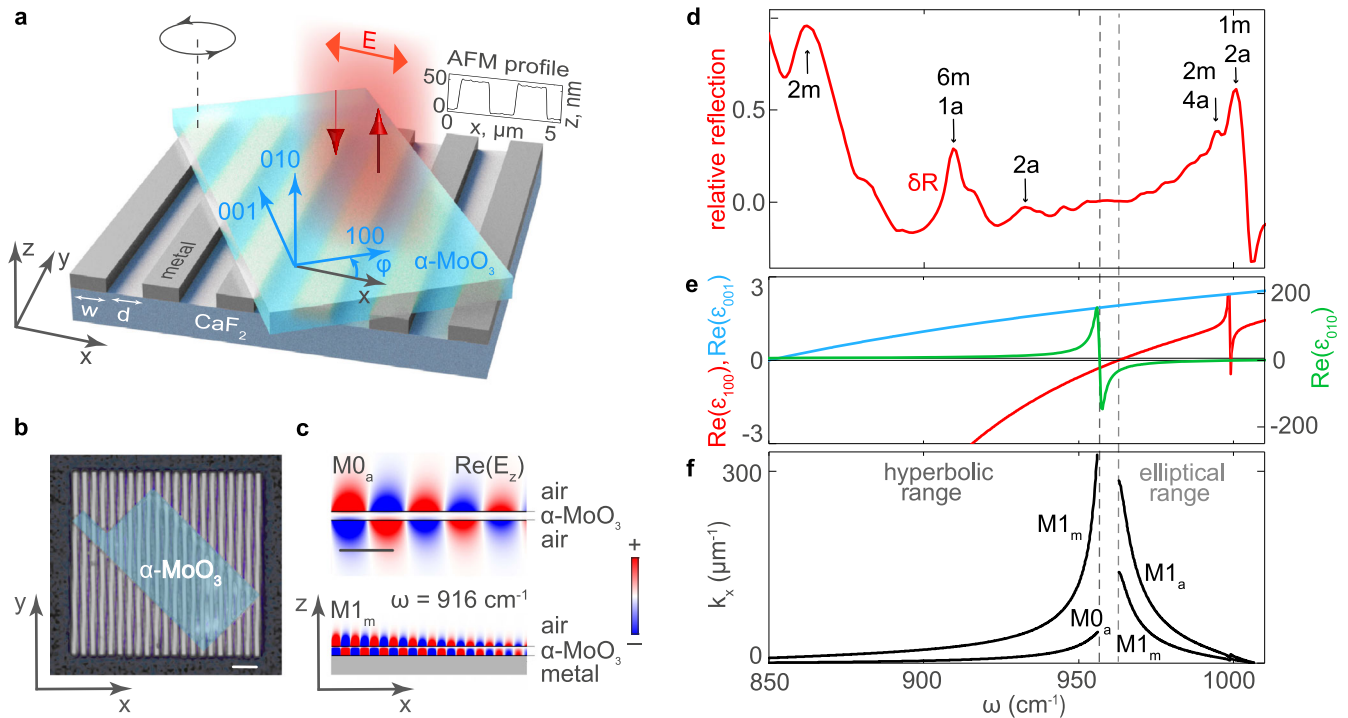 a
E
AFM profile
50
0
0
5
x, μm
z, nm
010
001
100
φ
x
α-MoO₃
metal
z
y
x
w
d
CaF₂
b
α-MoO₃
y
x
c
M0ₐ
Re(E_z)
air
α-MoO₃
air
+
–
ω = 916 cm⁻¹
M1ₘ
air
α-MoO₃
metal
z
x
d
relative reflection
0.5
0.0
2m
6m
1a
2a
2m
4a
1m
2a
δR
e
Re(ε₁₀₀), Re(ε₀₀₁)
3
0
-3
200
0
-200
Re(ε₀₁₀)
f
hyperbolic
range
elliptical
range
kₓ (μm⁻¹)
300
0
M1ₘ
M0ₐ
M1ₐ
M1ₘ
850
900
950
1000
ω (cm⁻¹)